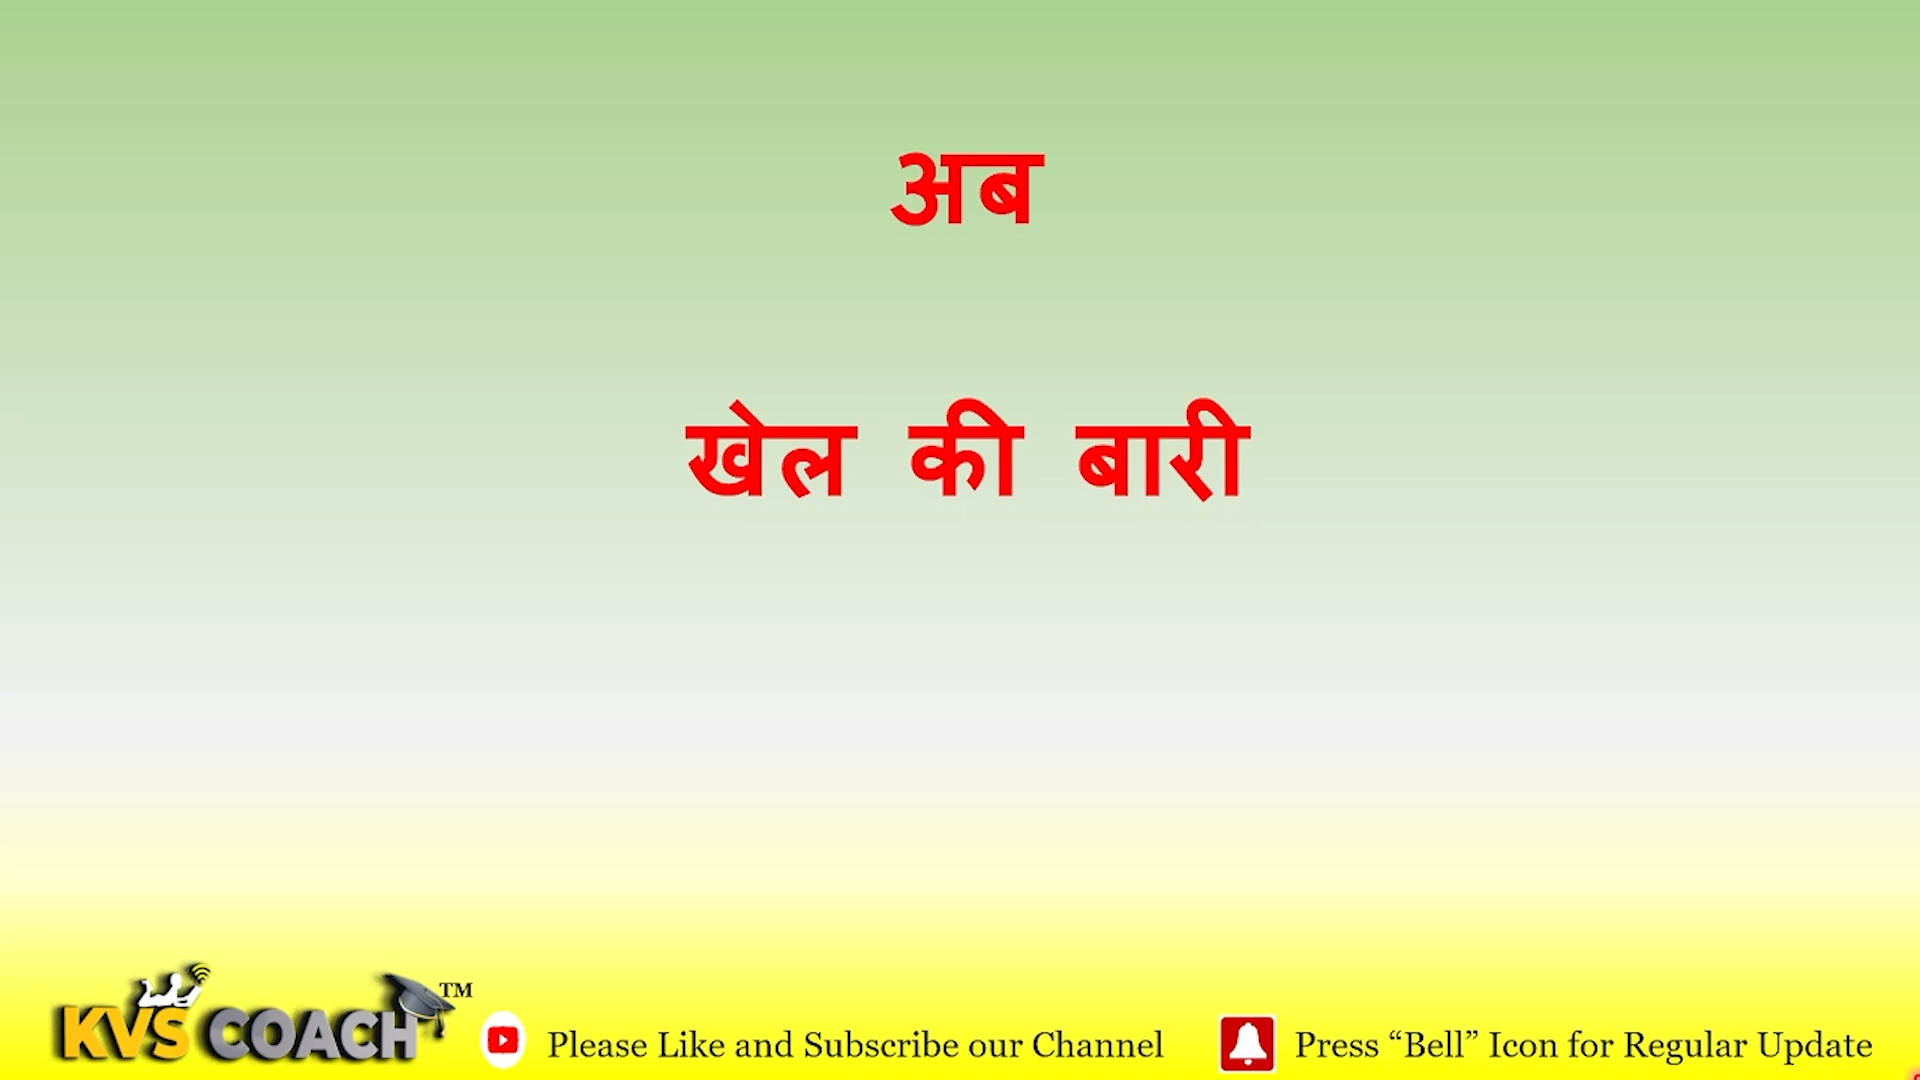 अब
खेल की बारी
KVS COACH™
Please Like and Subscribe our Channel
Press “Bell” Icon for Regular Update